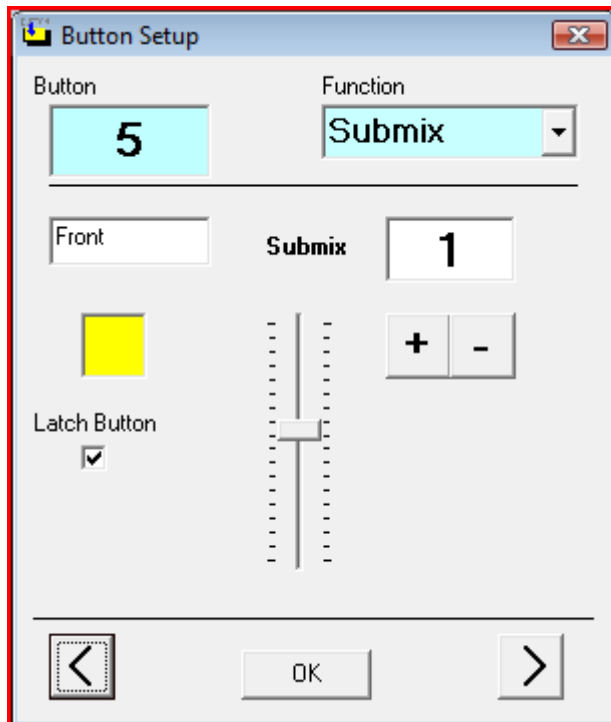 Button Setup
Button Function
5 Submix
Front Submix 1
+ -
Latch Button
< OK >